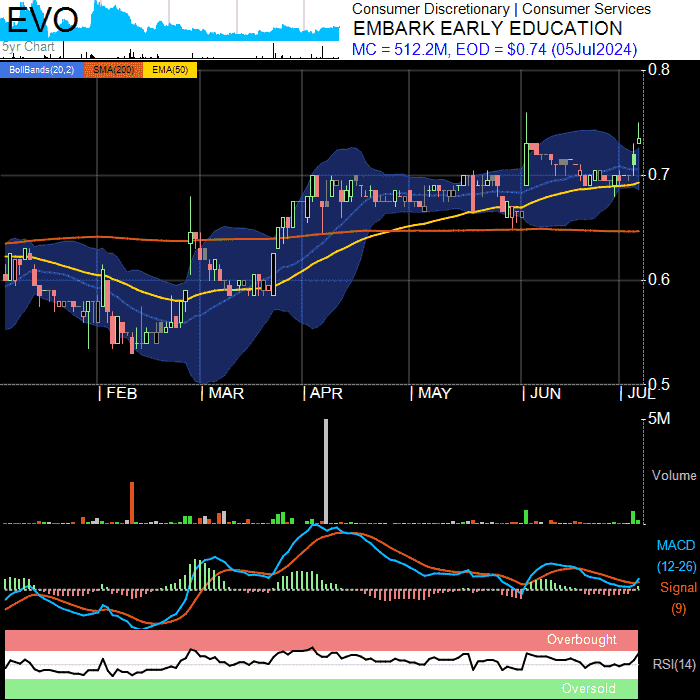 EVO
5yr Chart
Consumer Discretionary | Consumer Services
EMBARK EARLY EDUCATION
MC = 512.2M, EOD = $0.74 (05Jul2024)
BollBands(20,2) SMA(200) EMA(50)
0.8
0.7
0.6
0.5
| FEB | MAR | APR | MAY | JUN | JUL
5M
Volume
MACD
(12-26)
Signal
(9)
Overbought
RSI(14)
Oversold